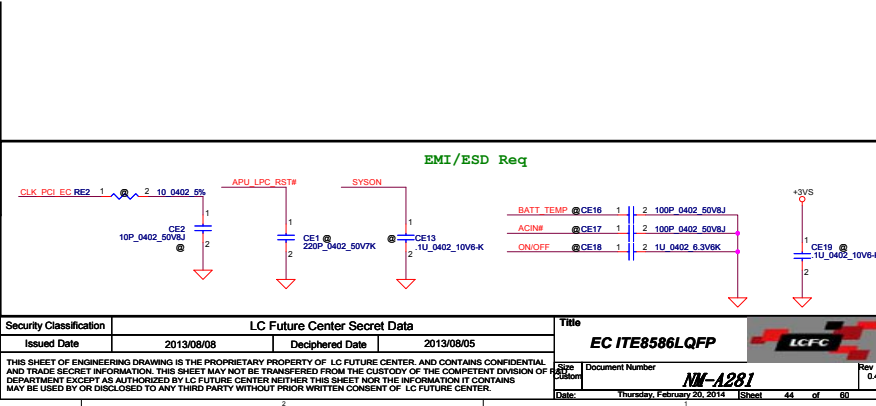 EMI/ESD Req
CLK_PCI_EC RE2 1 @ 2 10_0402_5%
APU_LPC_RST#
SYSON
+3VS
1
CE2
10P_0402_50V8J
@
2
1
CE1 @
220P_0402_50V7K
2
1
@ CE13
.1U_0402_10V6-K
2
BATT_TEMP @CE16 1 2 100P_0402_50V8J
ACIN# @CE17 1 2 100P_0402_50V8J
ON/OFF @CE18 1 2 1U_0402_6.3V6K
1
CE19 @
.1U_0402_10V6-K
2
Security Classification
LC Future Center Secret Data
Issued Date
2013/08/08
Deciphered Date
2013/08/05
THIS SHEET OF ENGINEERING DRAWING IS THE PROPRIETARY PROPERTY OF LC FUTURE CENTER. AND CONTAINS CONFIDENTIAL
AND TRADE SECRET INFORMATION. THIS SHEET MAY NOT BE TRANSFERED FROM THE CUSTODY OF THE COMPETENT DIVISION OF R&D
DEPARTMENT EXCEPT AS AUTHORIZED BY LC FUTURE CENTER NEITHER THIS SHEET NOR THE INFORMATION IT CONTAINS
MAY BE USED BY OR DISCLOSED TO ANY THIRD PARTY WITHOUT PRIOR WRITTEN CONSENT OF LC FUTURE CENTER.
Title
EC ITE8586LQFP
LCFC
Size
Custom
Document Number
NM-A281
Rev
0.4
Date: Thursday, February 20, 2014
Sheet 44 of 60
2
1